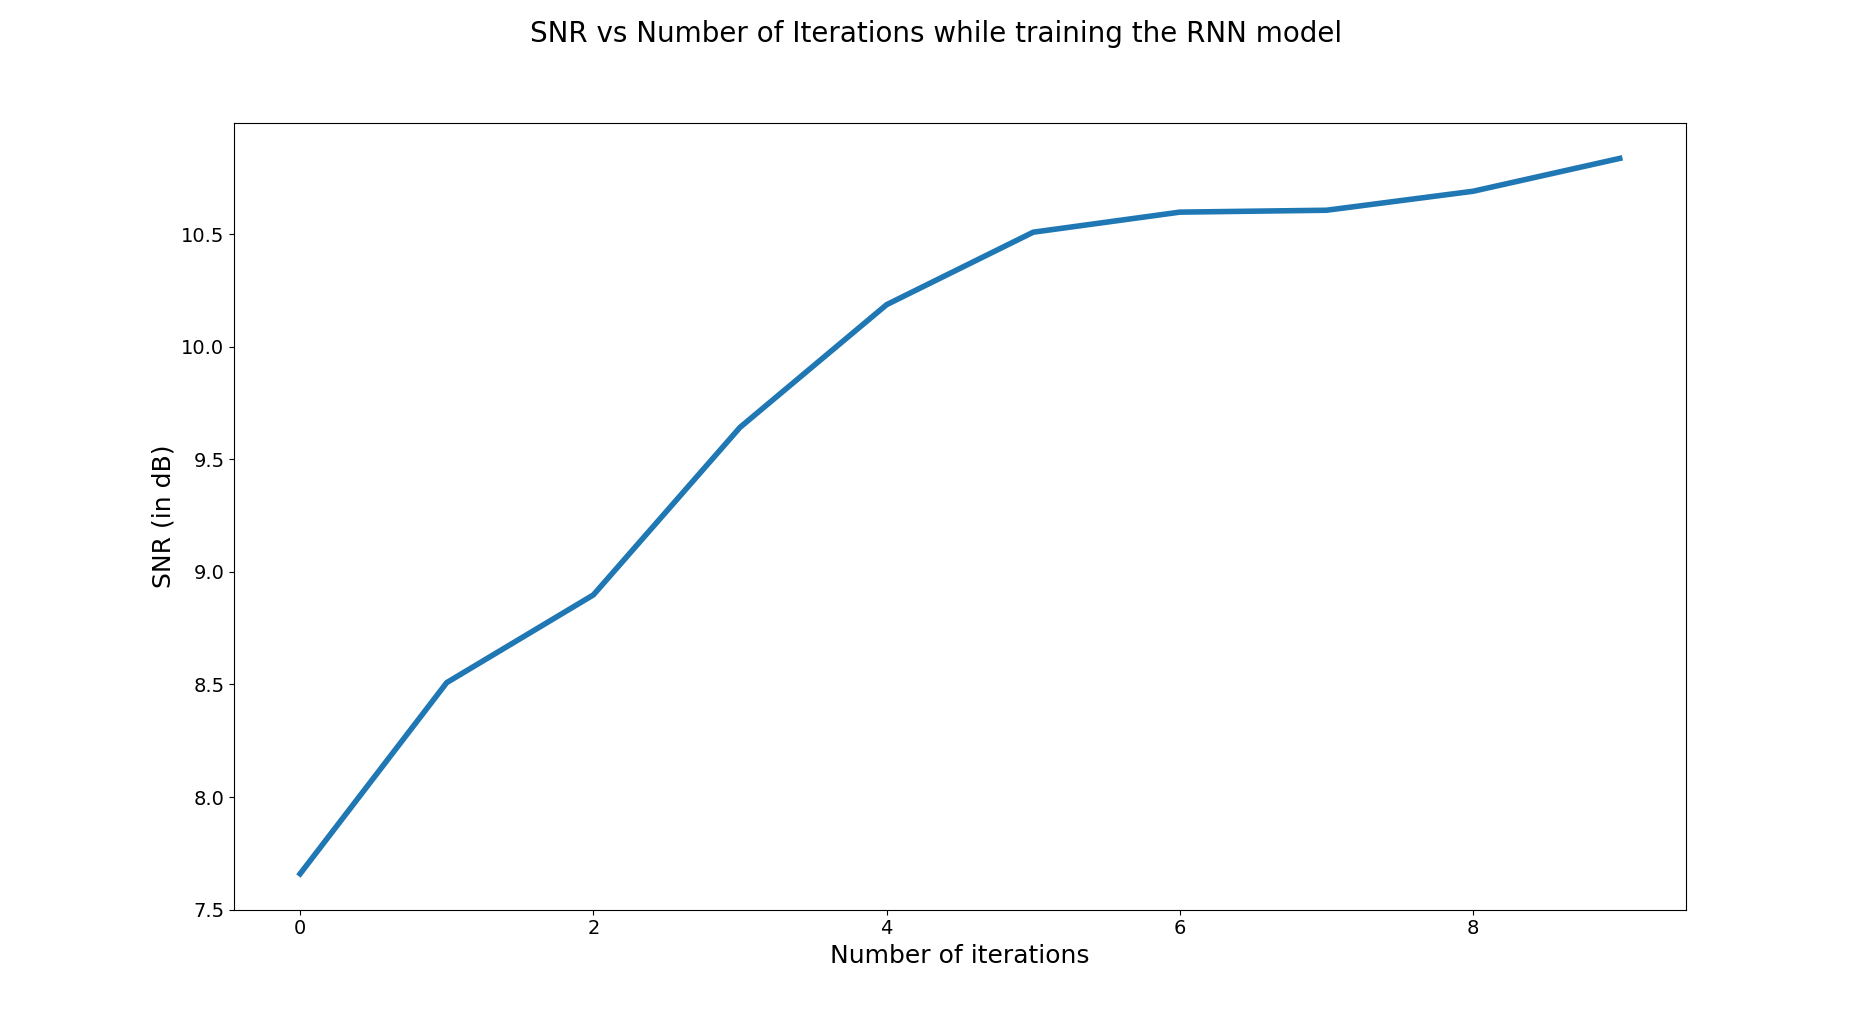 SNR vs Number of Iterations while training the RNN model
10.5
10.0
9.5
9.0
8.5
8.0
7.5
SNR (in dB)
0 2 4 6 8
Number of iterations